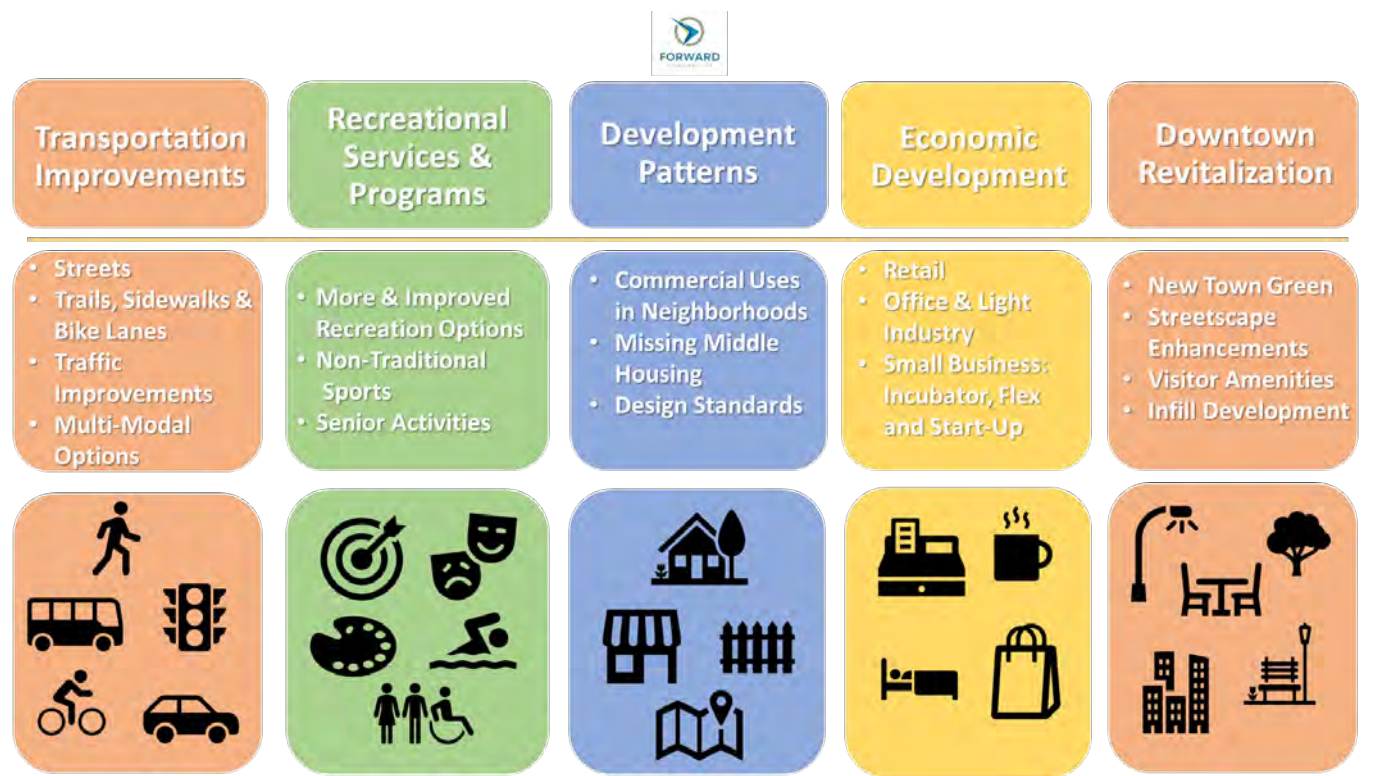 FORWARD
Transportation
Improvements
Recreational
Services &
Programs
Development
Patterns
Economic
Development
Downtown
Revitalization
• Streets
• Trails, Sidewalks &
Bike Lanes
• Traffic
Improvements
• Multi-Modal
Options
• More & Improved
Recreation Options
• Non-Traditional
Sports
• Senior Activities
• Commercial Uses
in Neighborhoods
• Missing Middle
Housing
• Design Standards
• Retail
• Office & Light
Industry
• Small Business:
Incubator, Flex
and Start-Up
• New Town Green
• Streetscape
Enhancements
• Visitor Amenities
• Infill Development